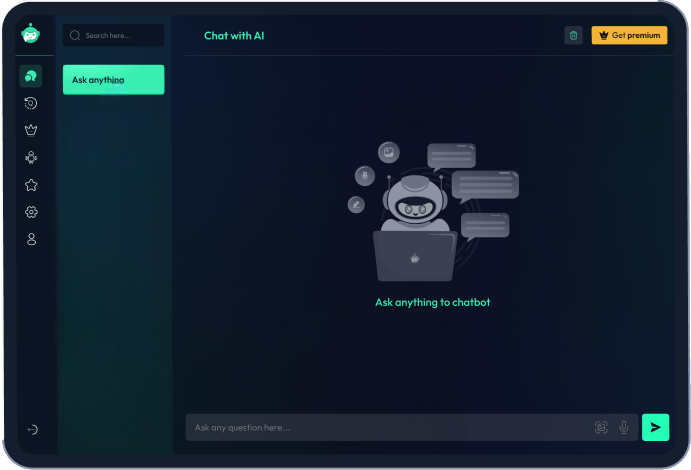 Search here...
Chat with AI
Get premium
Ask anything
Ask anything to chatbot
Ask any question here...